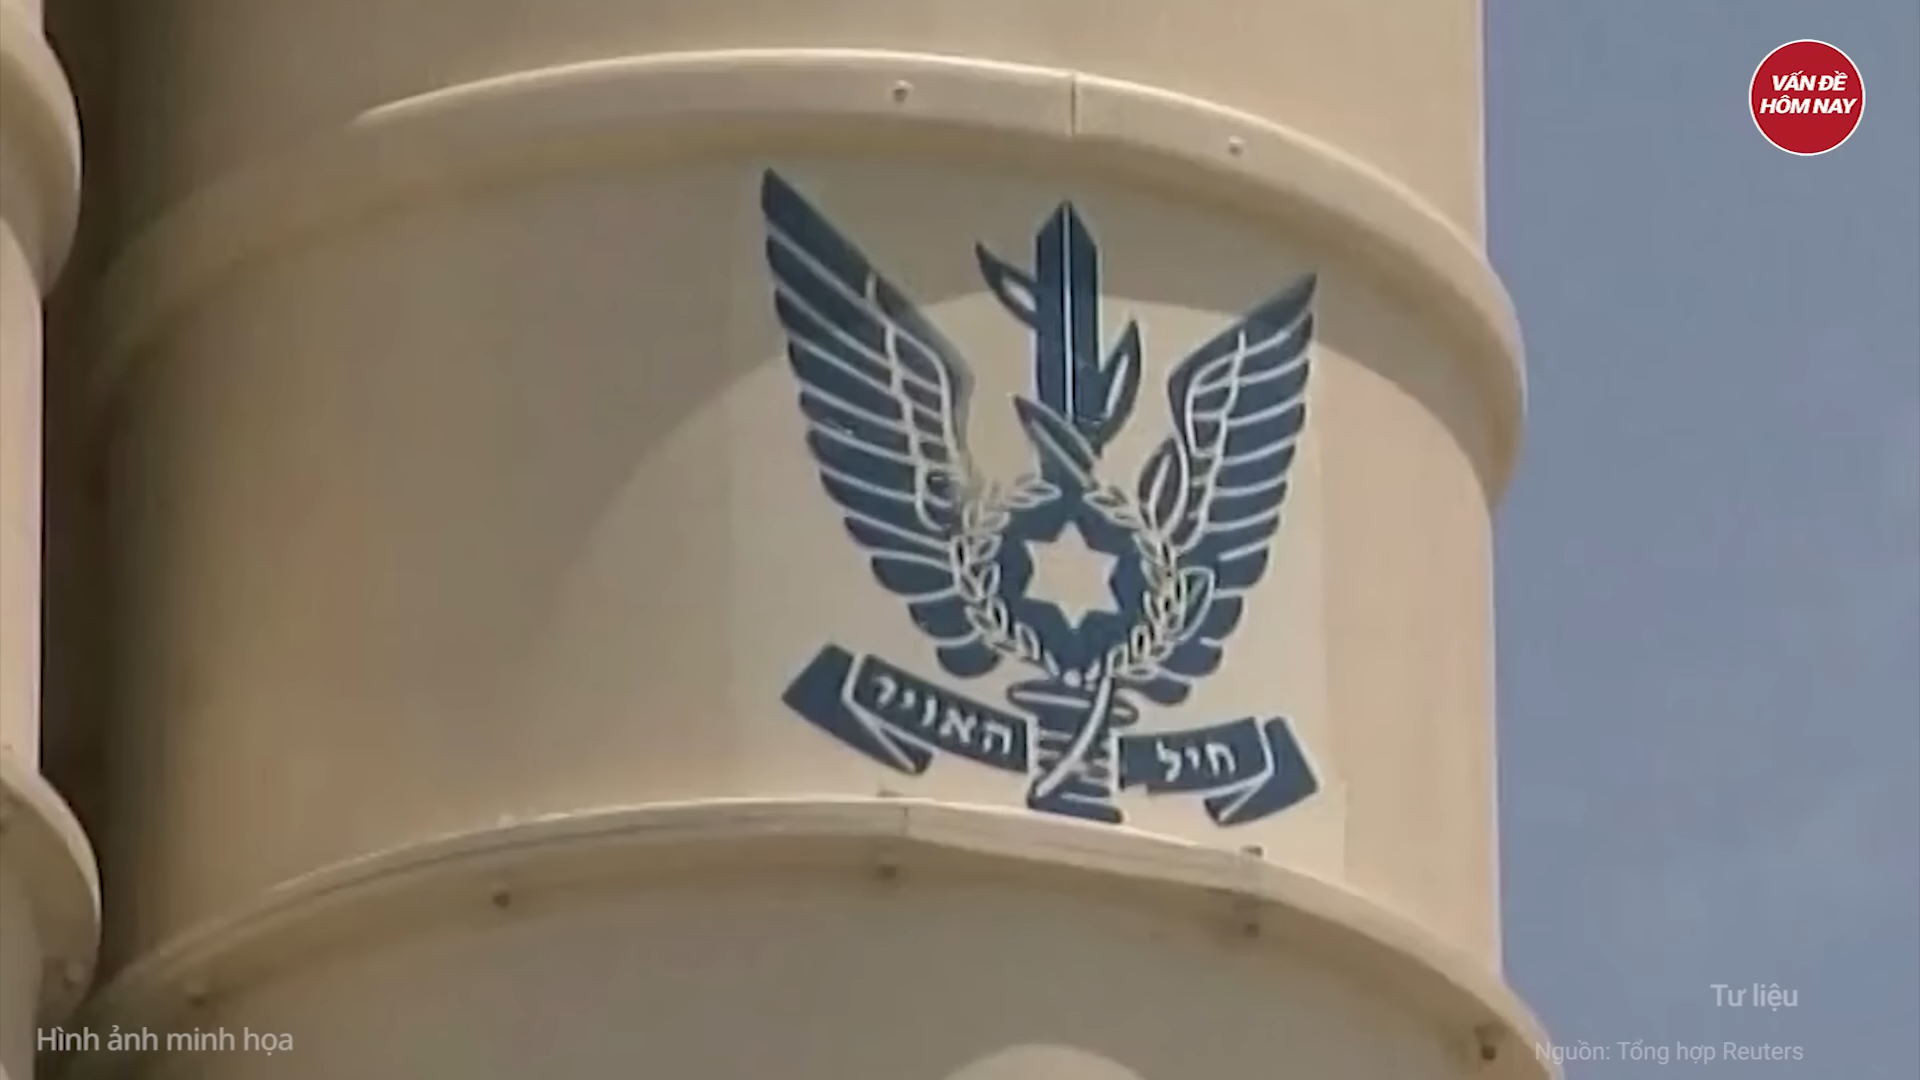 VẤN ĐỀ
HÔM NAY
חיל האויר
Tư liệu
Hình ảnh minh họa
Nguồn: Tổng hợp Reuters